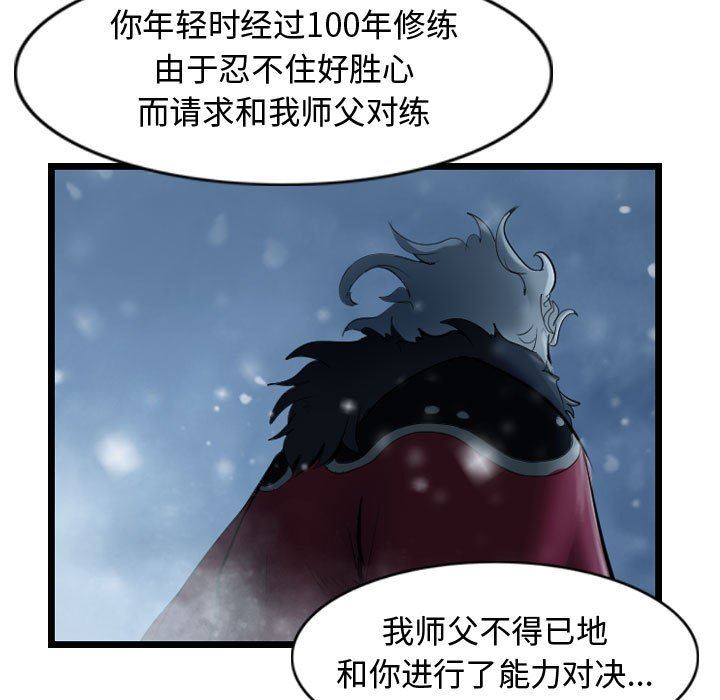 你年轻时经过100年修练
由于忍不住好胜心
而请求和我师父对练
我师父不得已地
和你进行了能力对决...